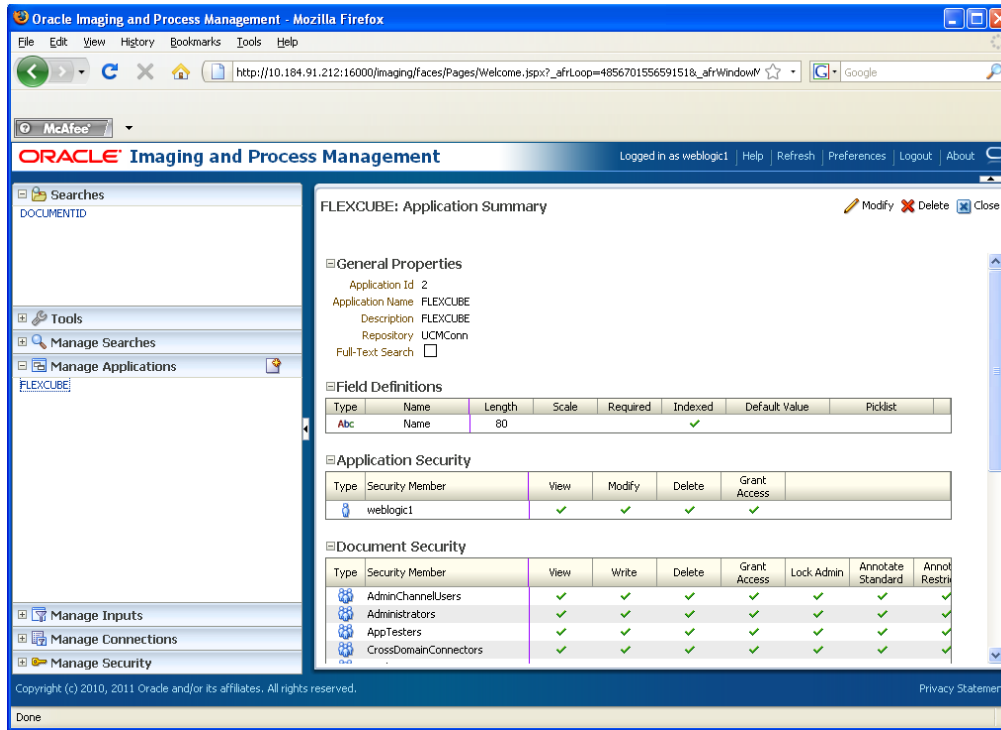 Oracle Imaging and Process Management - Mozilla Firefox
File Edit View History Bookmarks Tools Help
http://10.184.91.212:16000/imaging/faces/Pages/Welcome.jspx?_afrLoop=4856701556591518&_afrWindowM
G Google
McAfee
ORACLE Imaging and Process Management
Logged in as weblogic1 Help Refresh Preferences Logout About
Searches
DOCUMENTID
Tools
Manage Searches
Manage Applications
FLEXCUBE
Manage Inputs
Manage Connections
Manage Security
FLEXCUBE: Application Summary
Modify Delete Close
General Properties
Application Id 2
Application Name FLEXCUBE
Description FLEXCUBE
Repository UCMConn
Full-Text Search
Field Definitions
Type Name Length Scale Required Indexed Default Value Picklist
Abc Name 80
Application Security
Type Security Member View Modify Delete Grant Access
weblogic1
Document Security
Type Security Member View Write Delete Grant Access Lock Admin Annotate Standard Annot Restri
AdminChannelUsers
Administrators
AppTesters
CrossDomainConnectors
Copyright (c) 2010, 2011 Oracle and/or its affiliates. All rights reserved.
Privacy Statemen
Done